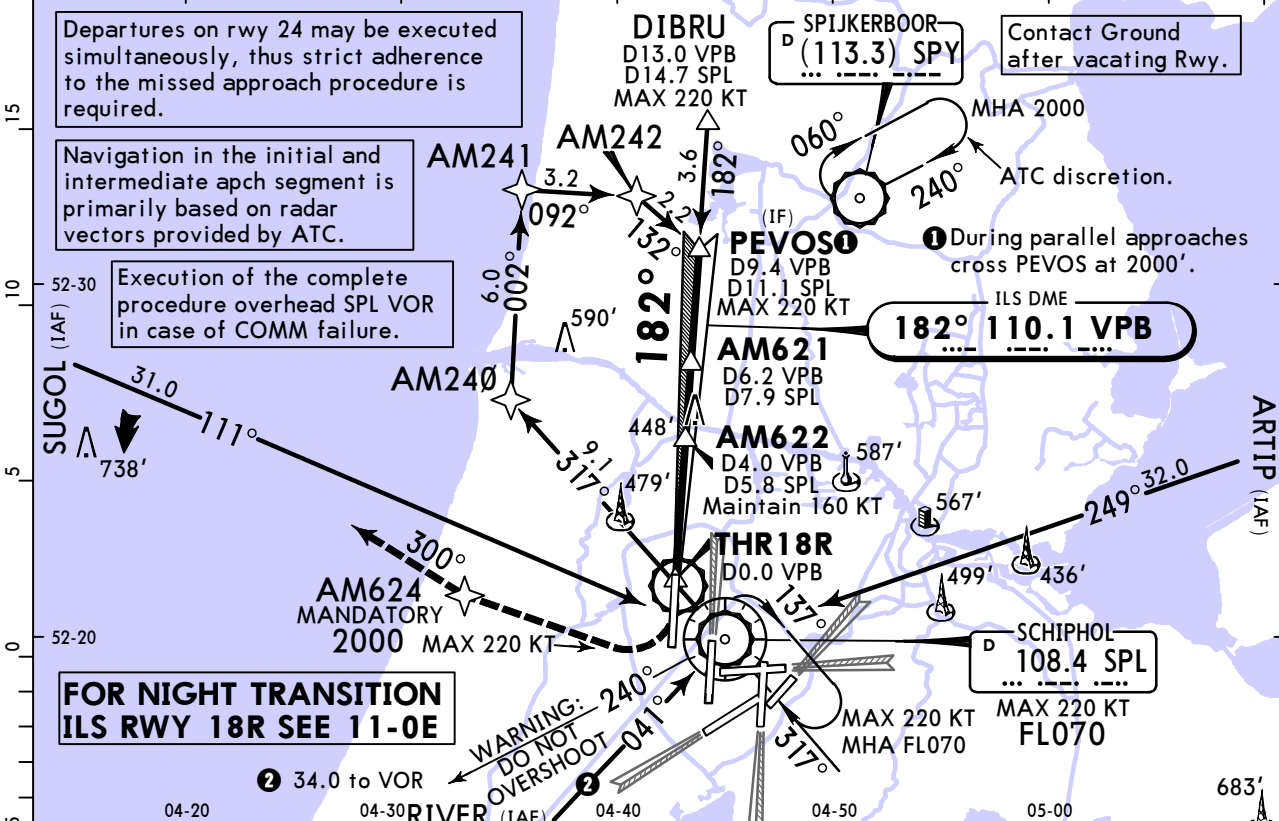 Departures on rwy 24 may be executed
simultaneously, thus strict adherence
to the missed approach procedure is
required.
DIBRU
D13.0 VPB
D14.7 SPL
MAX 220 KT
SPIJKERBOOR
D (113.3) SPY
Contact Ground
after vacating Rwy.
15
Navigation in the initial and
intermediate apch segment is
primarily based on radar
vectors provided by ATC.
AM241
AM242
3.2
092°
2.2
132°
3.6
182°
060°
240°
MHA 2000
ATC discretion.
(IF)
PEVOS❶
D9.4 VPB
D11.1 SPL
MAX 220 KT
❶ During parallel approaches
cross PEVOS at 2000'.
Execution of the complete
procedure overhead SPL VOR
in case of COMM failure.
10
52-30
6.0
002°
590'
182°
ILS DME
182° 110.1 VPB
SUGOL (IAF)
31.0
111°
738'
AM240
AM621
D6.2 VPB
D7.9 SPL
448'
AM622
D4.0 VPB
D5.8 SPL
Maintain 160 KT
587'
ARTIP (IAF)
32.0
249°
5
9.1
317°
479'
567'
499'
436'
THR18R
D0.0 VPB
300°
AM624
MANDATORY
2000
MAX 220 KT
137°
0
52-20
SCHIPHOL
D 108.4 SPL
MAX 220 KT
FL070
FOR NIGHT TRANSITION
ILS RWY 18R SEE 11-0E
240°
041°
WARNING:
DO NOT
OVERSHOOT
MAX 220 KT
MHA FL070
317°
❷ 34.0 to VOR
❷
683'
RIVER (IAF)
04-20
04-30
04-40
04-50
05-00